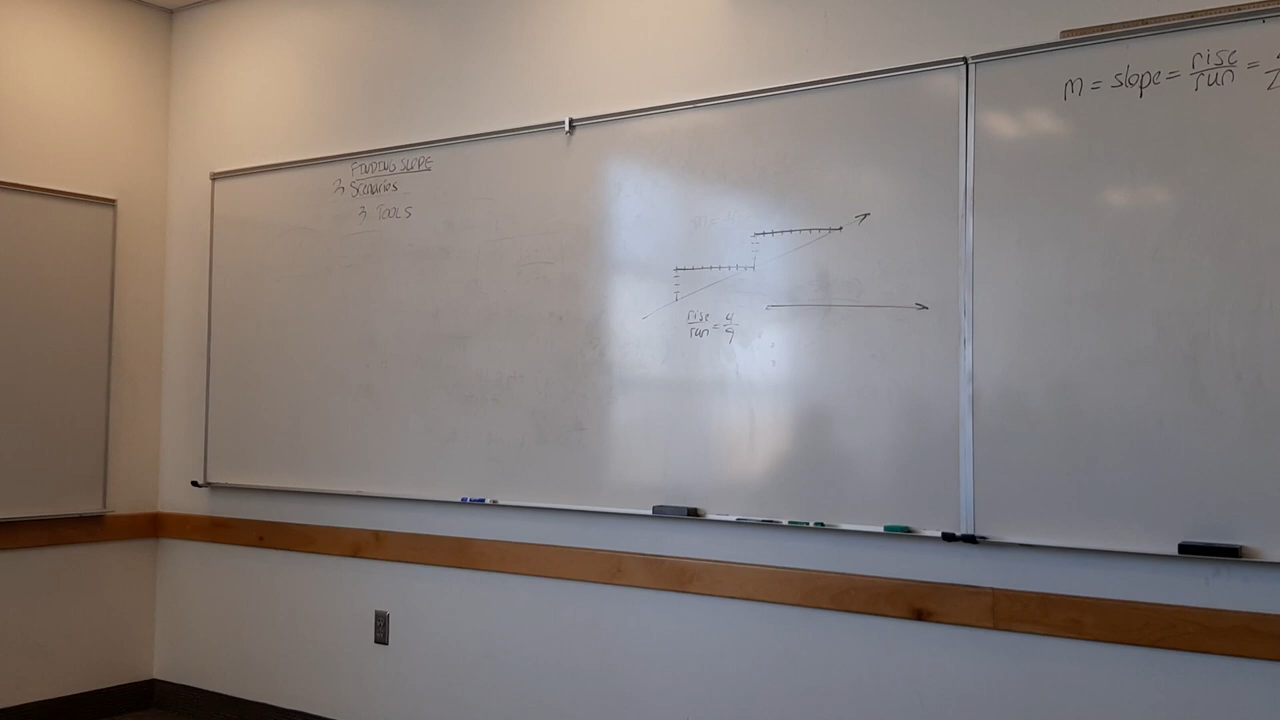 FINDING SLOPE
3 Scenarios
3 TOOLS
rise/run = 4/9
m = slope = rise/run =